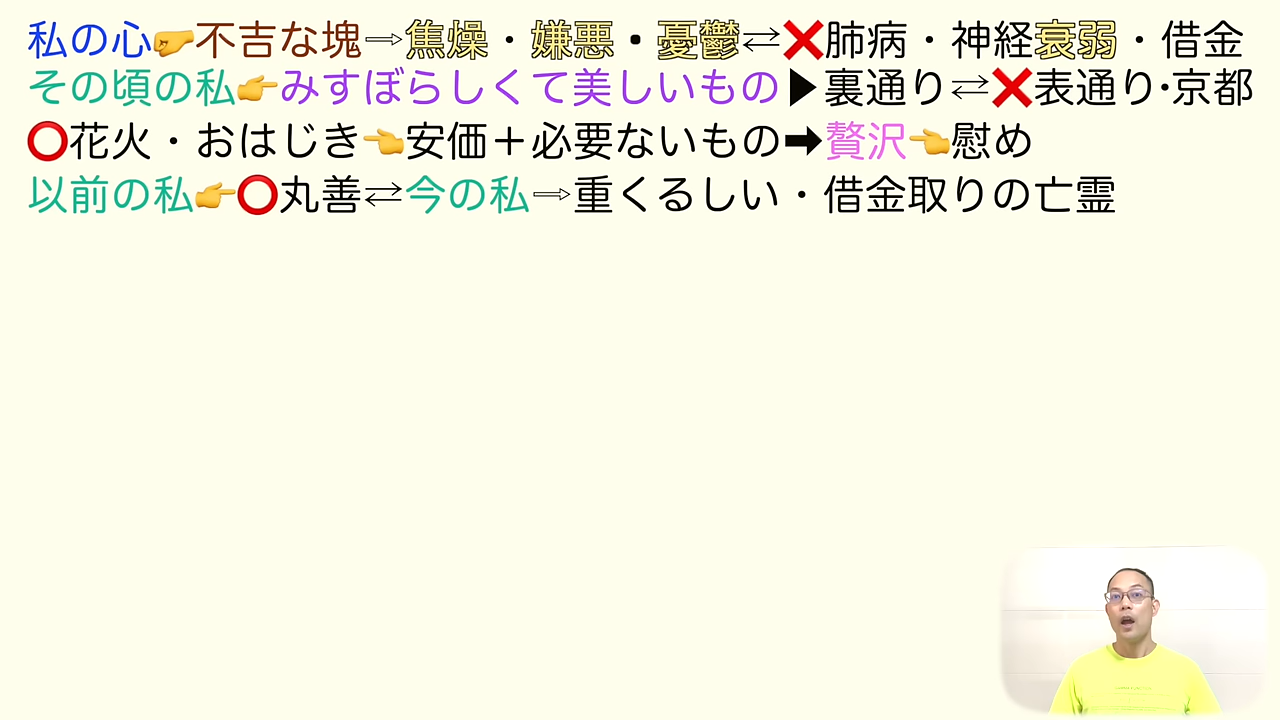 私の心🤛不吉な塊⇨焦燥・嫌悪・憂鬱⇄❌肺病・神経衰弱・借金
その頃の私👉みすぼらしくて美しいもの▶裏通り⇄❌表通り・京都
⭕花火・おはじき👈安価＋必要ないもの➡贅沢👈慰め
以前の私👉⭕丸善⇄今の私⇨重くるしい・借金取りの亡霊